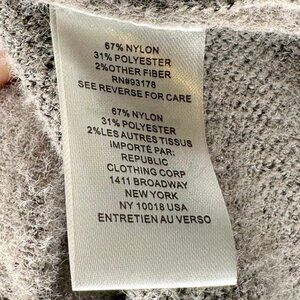 67% NYLON
31% POLYESTER
2%OTHER FIBER
RN#93176
SEE REVERSE FOR CARE
67% NYLON
31% POLYESTER
2%LES AUTRES TISSUS
IMPORTÉ PAR:
REPUBLIC
CLOTHING CORP
1411 BROADWAY
NEW YORK
NY 10018 USA
ENTRETIEN AU VERSO